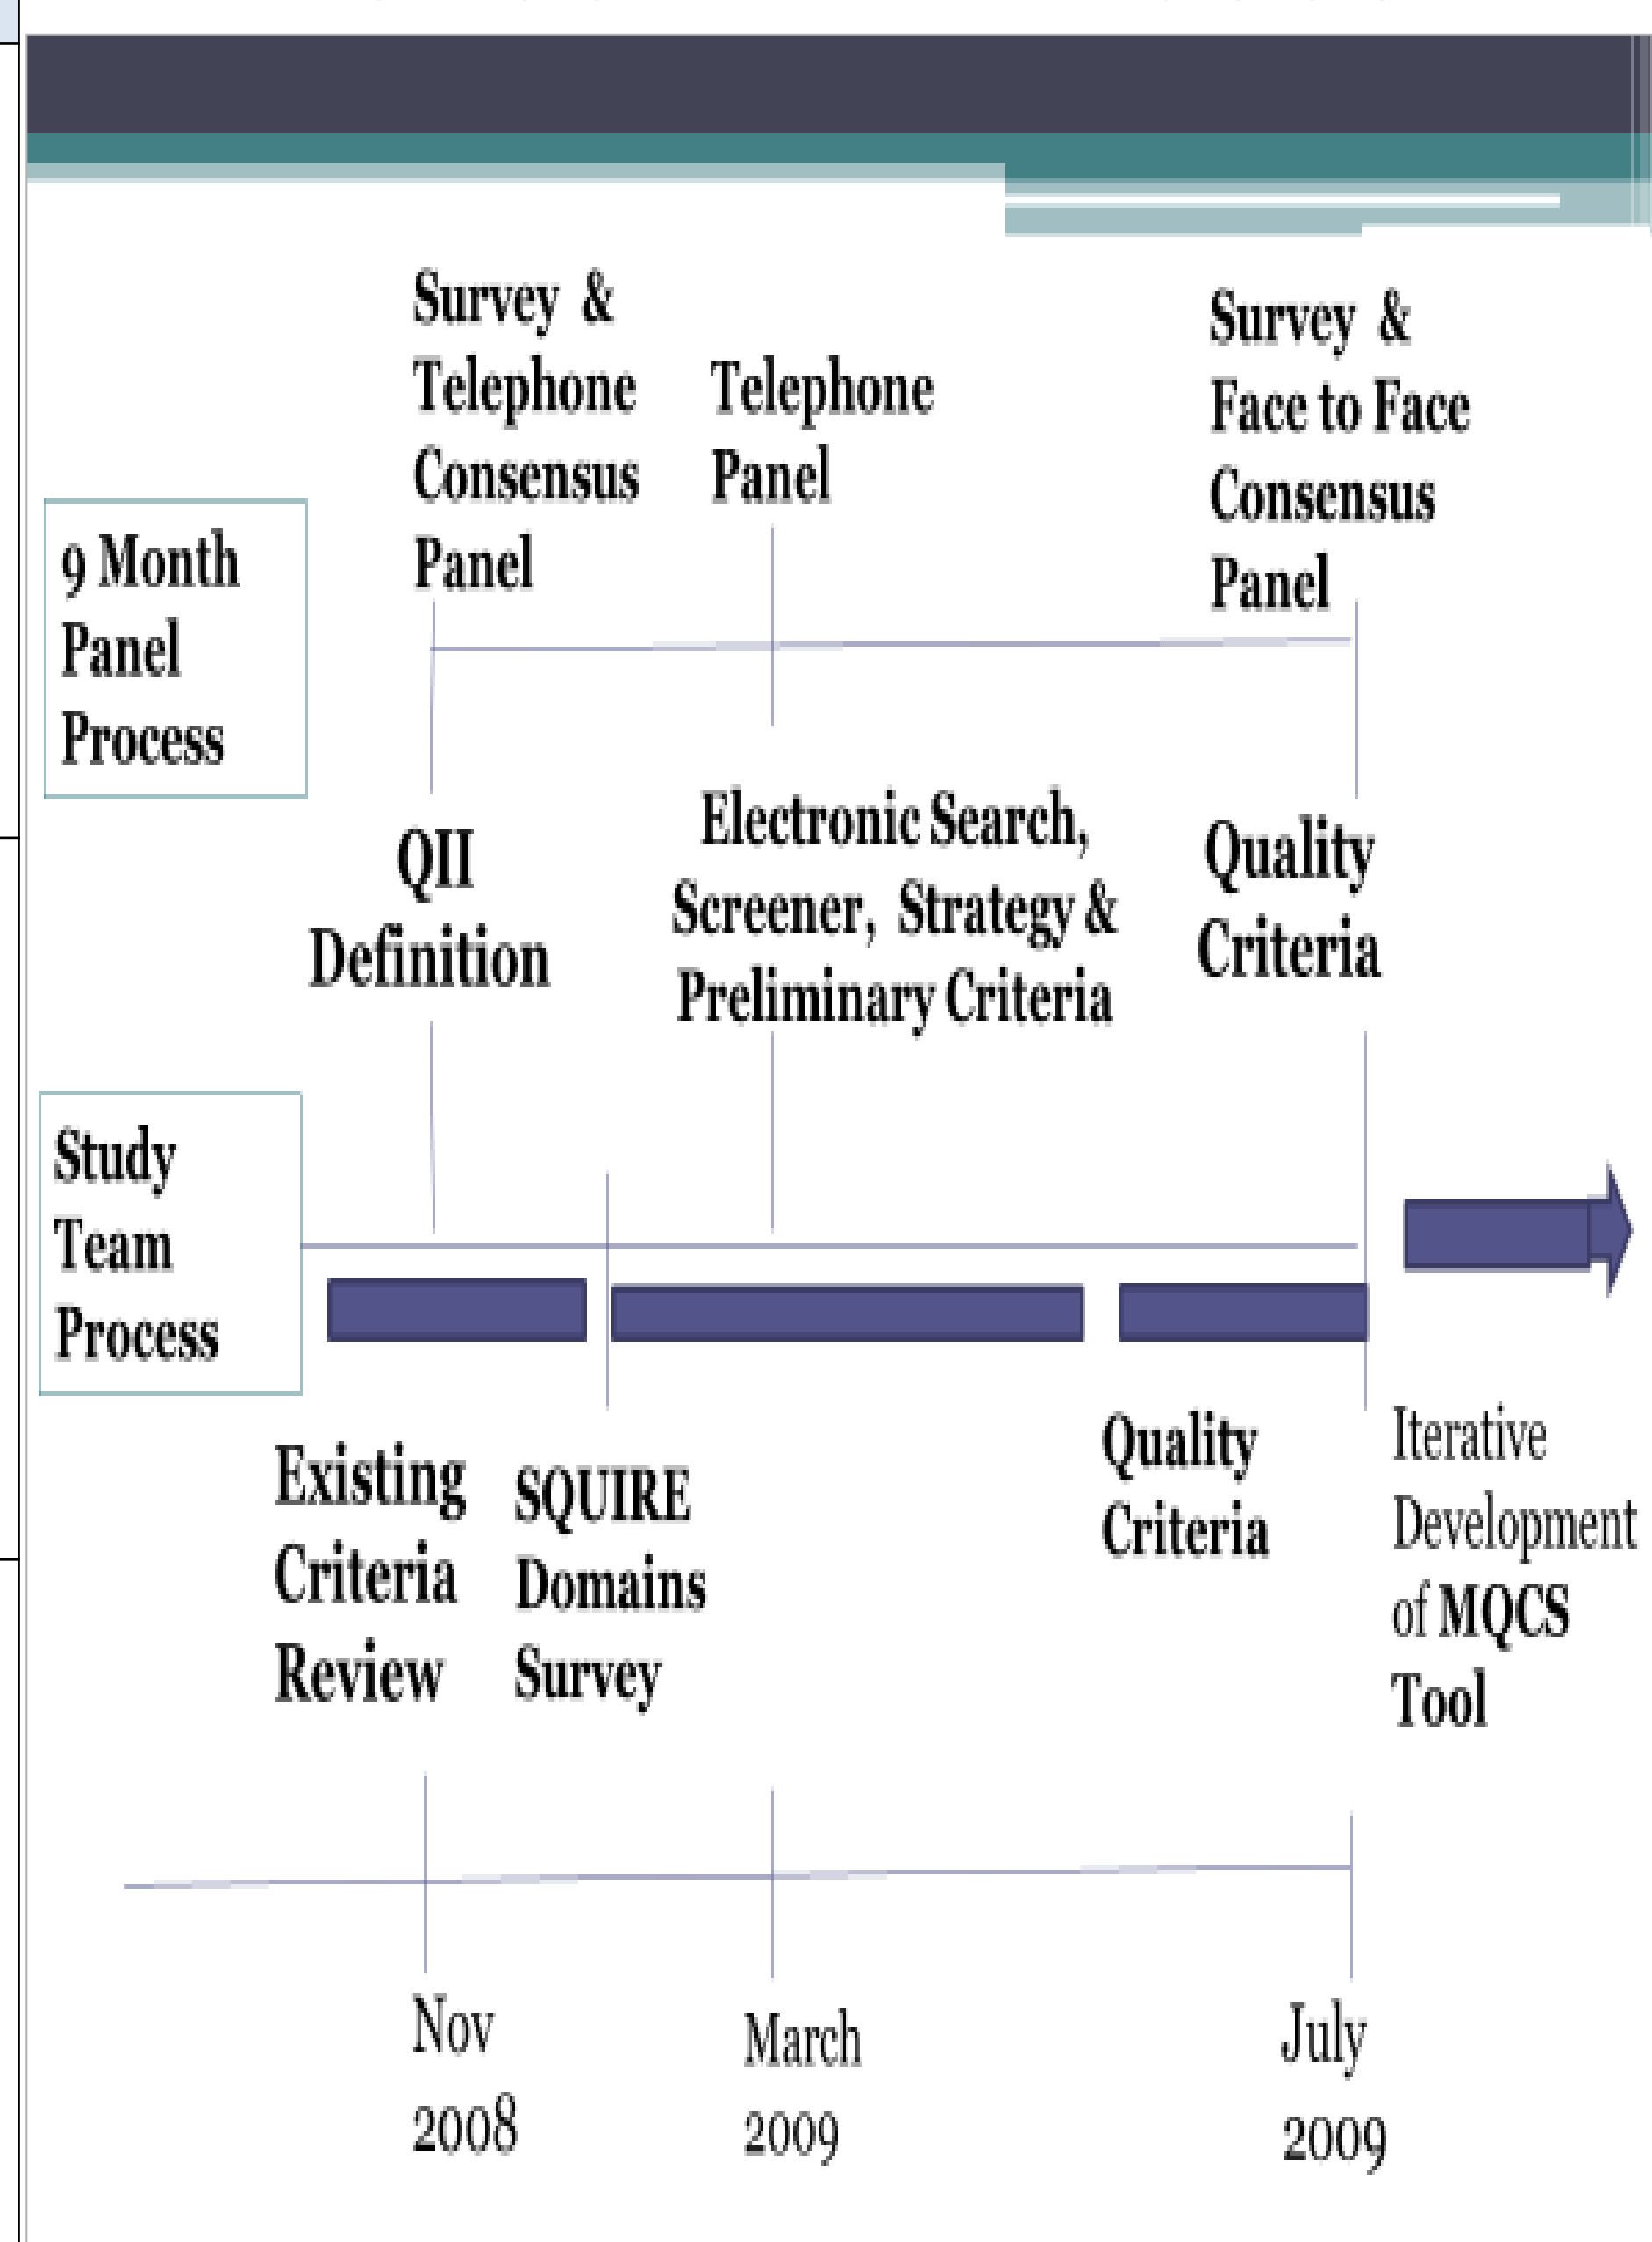 Survey &
Telephone
Consensus
Panel
Telephone
Panel
Survey &
Face to Face
Consensus
Panel
9 Month
Panel
Process
QII
Definition
Electronic Search,
Screener, Strategy &
Preliminary Criteria
Quality
Criteria
Study
Team
Process
Existing
Criteria
Review
SQUIRE
Domains
Survey
Quality
Criteria
Iterative
Development
of MQCS
Tool
Nov
2008
March
2009
July
2009